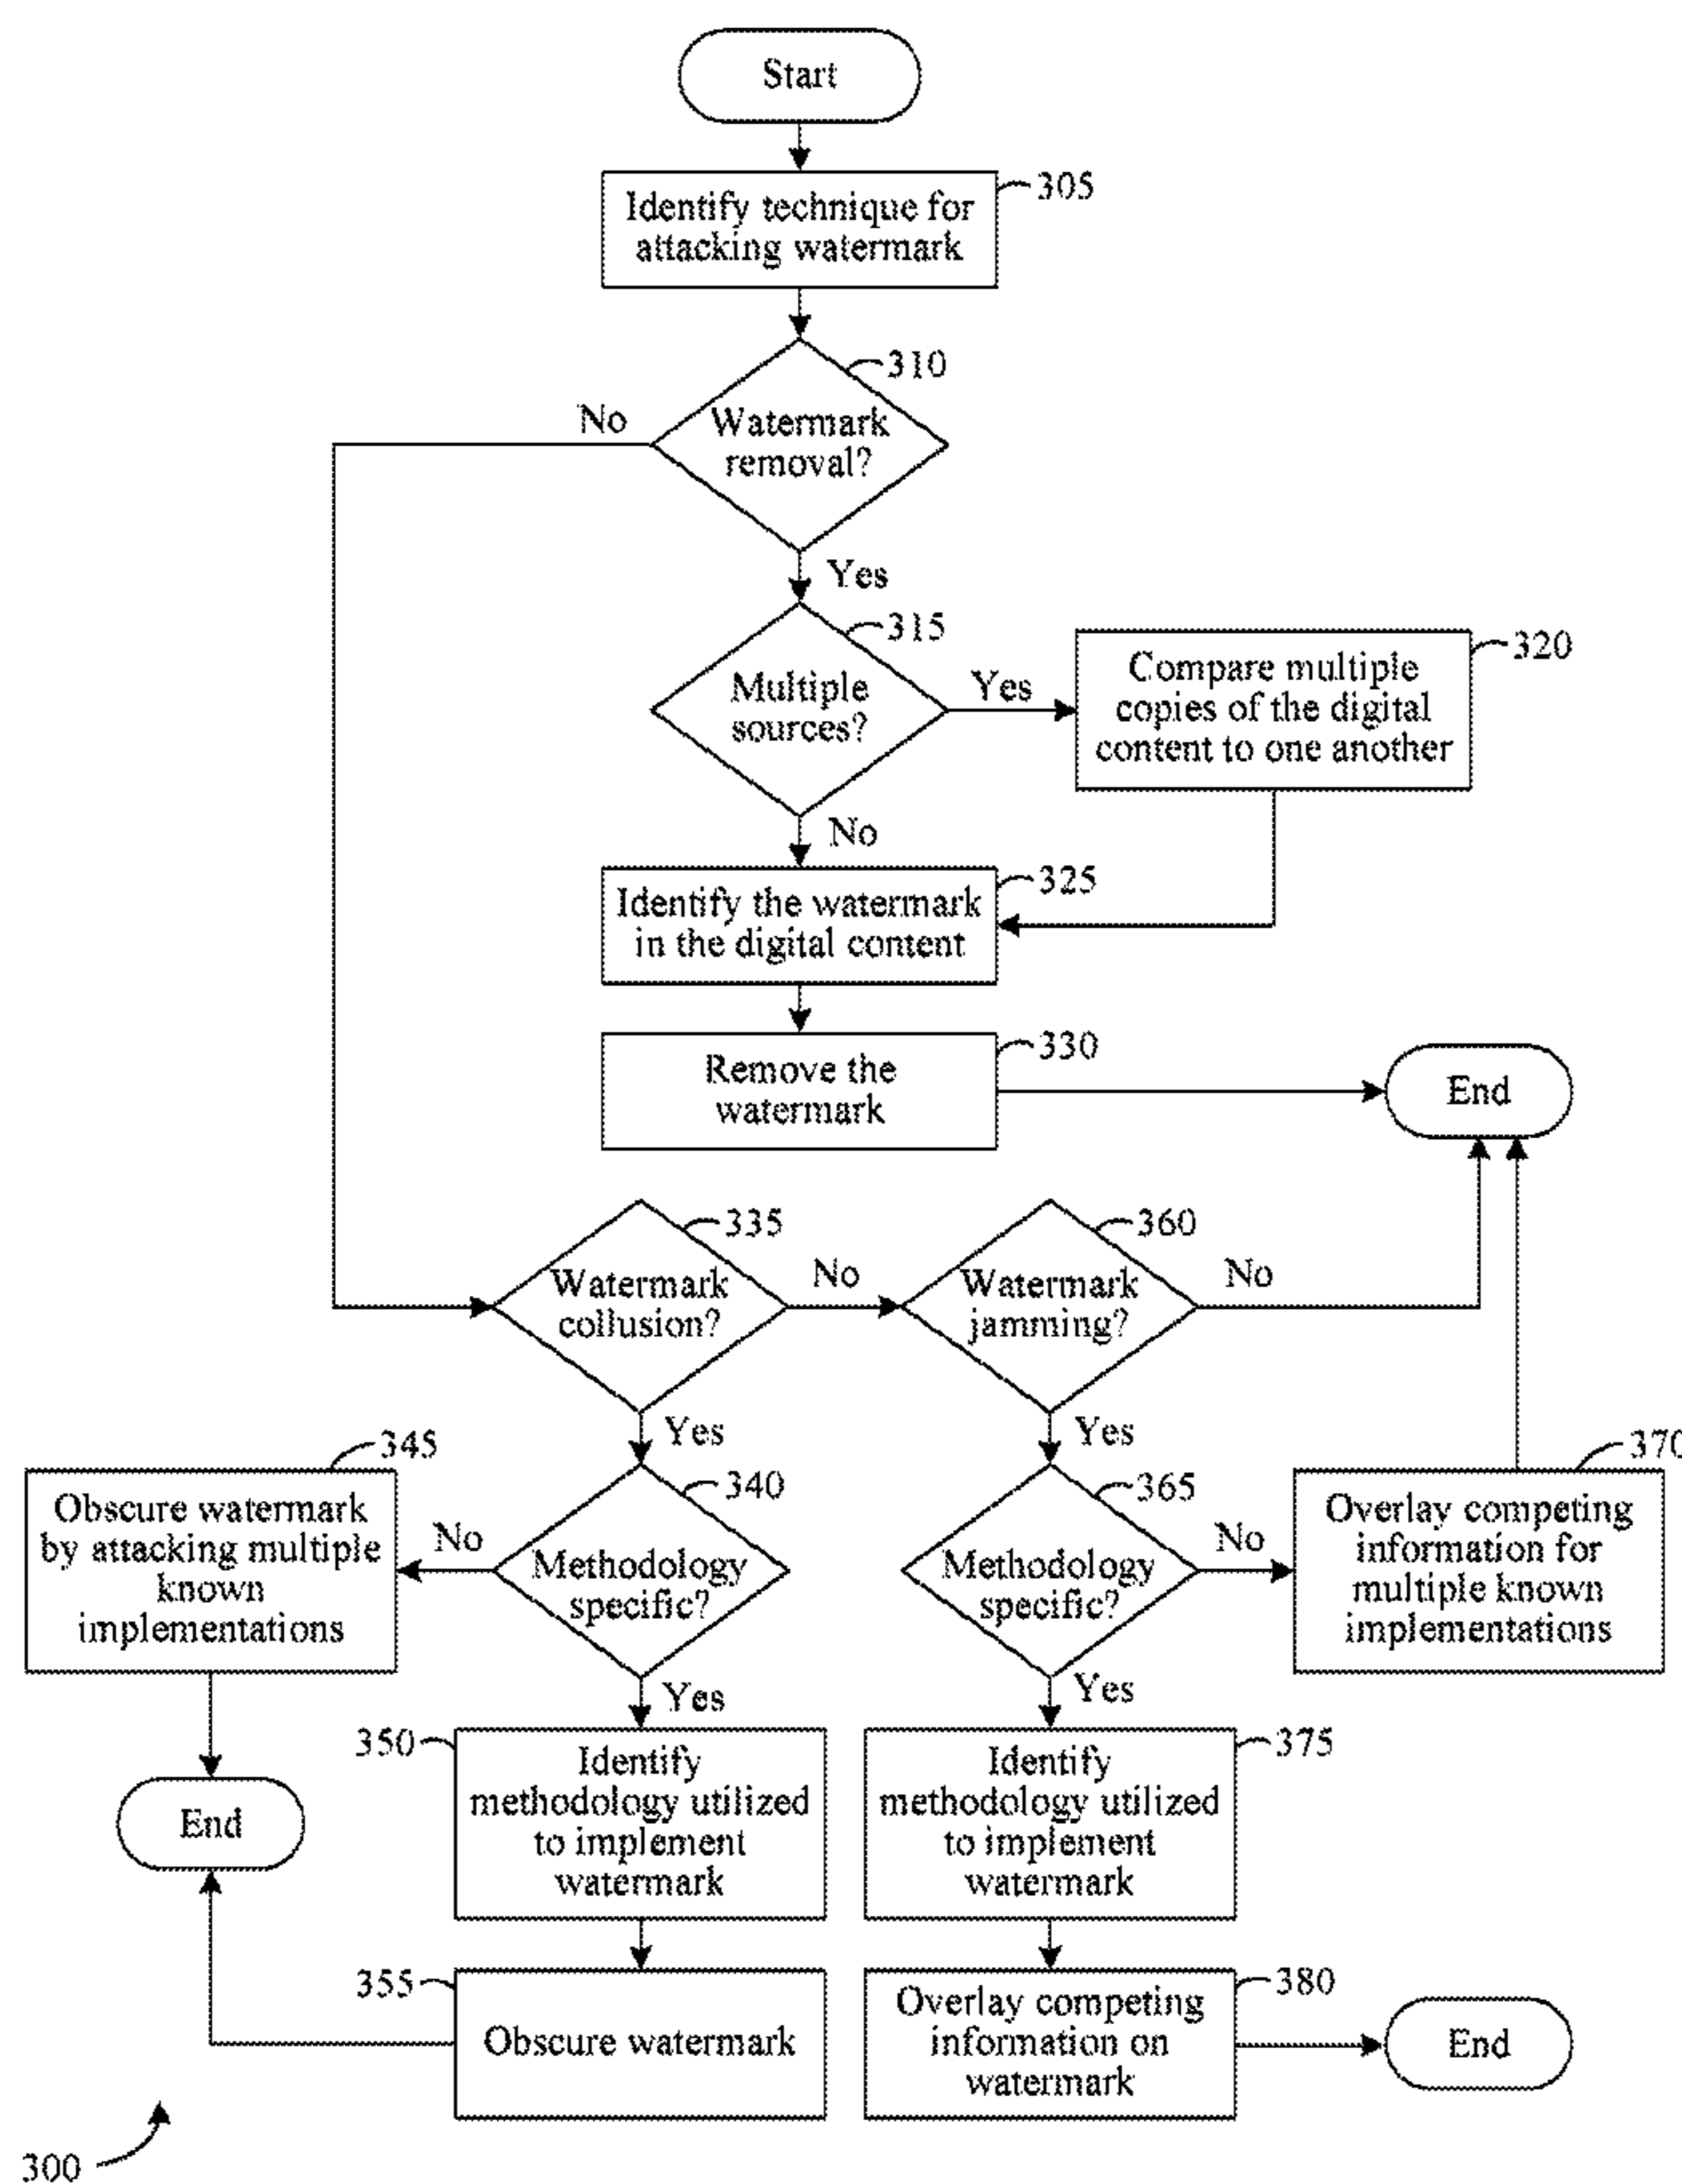 Start
Identify technique for
attacking watermark
305
310
No
Watermark
removal?
Yes
315
Multiple
sources?
Yes
Compare multiple
copies of the digital
content to one another
320
No
Identify the watermark
in the digital content
325
Remove the
watermark
330
End
335
Watermark
collusion?
No
360
Watermark
jamming?
No
Yes
Yes
345
Obscure watermark
by attacking multiple
known
implementations
No
340
Methodology
specific?
365
Methodology
specific?
No
370
Overlay competing
information for
multiple known
implementations
Yes
Yes
350
Identify
methodology utilized
to implement
watermark
Identify
methodology utilized
to implement
watermark
375
End
355
Obscure watermark
Overlay competing
information on
watermark
380
End
300